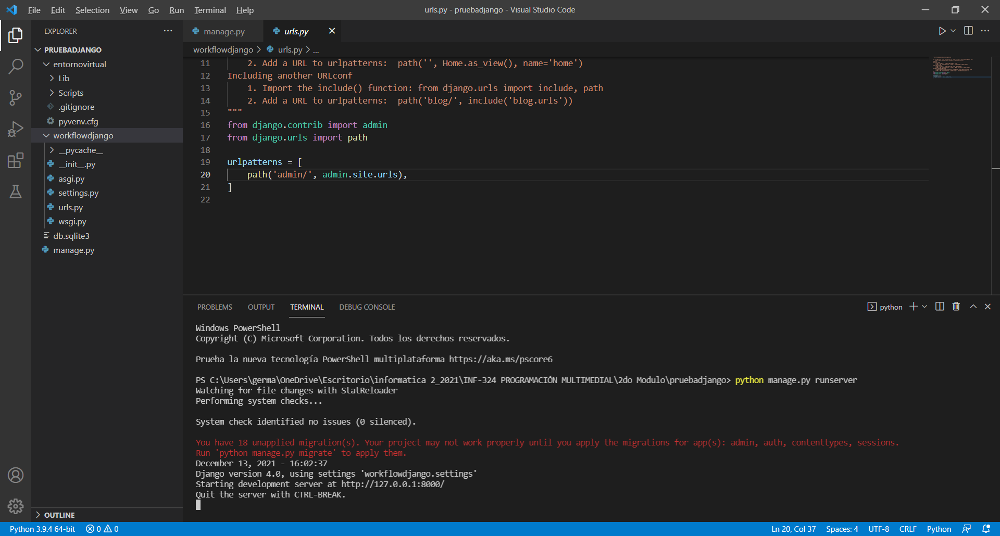 File Edit Selection View Go Run Terminal Help
urls.py - pruebadjango - Visual Studio Code
EXPLORER
PRUEBADJANGO
entornovirtual
Lib
Scripts
.gitignore
pyvenv.cfg
workflowdjango
__pycache__
__init__.py
asgi.py
settings.py
urls.py
wsgi.py
db.sqlite3
manage.py
OUTLINE
manage.py
urls.py
workflowdjango > urls.py > ...
11 2. Add a URL to urlpatterns:  path('', Home.as_view(), name='home')
12 Including another URLconf
13 1. Import the include() function: from django.urls import include, path
14 2. Add a URL to urlpatterns:  path('blog/', include('blog.urls'))
15 """
16 from django.contrib import admin
17 from django.urls import path
18
19 urlpatterns = [
20 path('admin/', admin.site.urls),
21 ]
22
PROBLEMS OUTPUT TERMINAL DEBUG CONSOLE
python
Windows PowerShell
Copyright (C) Microsoft Corporation. Todos los derechos reservados.
Prueba la nueva tecnología PowerShell multiplataforma https://aka.ms/pscore6
PS C:\Users\germa\OneDrive\Escritorio\informatica 2_2021\INF-324 PROGRAMACIÓN MULTIMEDIAL\2do Modulo\pruebadjango> python manage.py runserver
Watching for file changes with StatReloader
Performing system checks...
System check identified no issues (0 silenced).
You have 18 unapplied migration(s). Your project may not work properly until you apply the migrations for app(s): admin, auth, contenttypes, sessions.
Run 'python manage.py migrate' to apply them.
December 13, 2021 - 16:02:37
Django version 4.0, using settings 'workflowdjango.settings'
Starting development server at http://127.0.0.1:8000/
Quit the server with CTRL-BREAK.
Python 3.9.4 64-bit 0 0
Ln 20, Col 37 Spaces: 4 UTF-8 CRLF Python